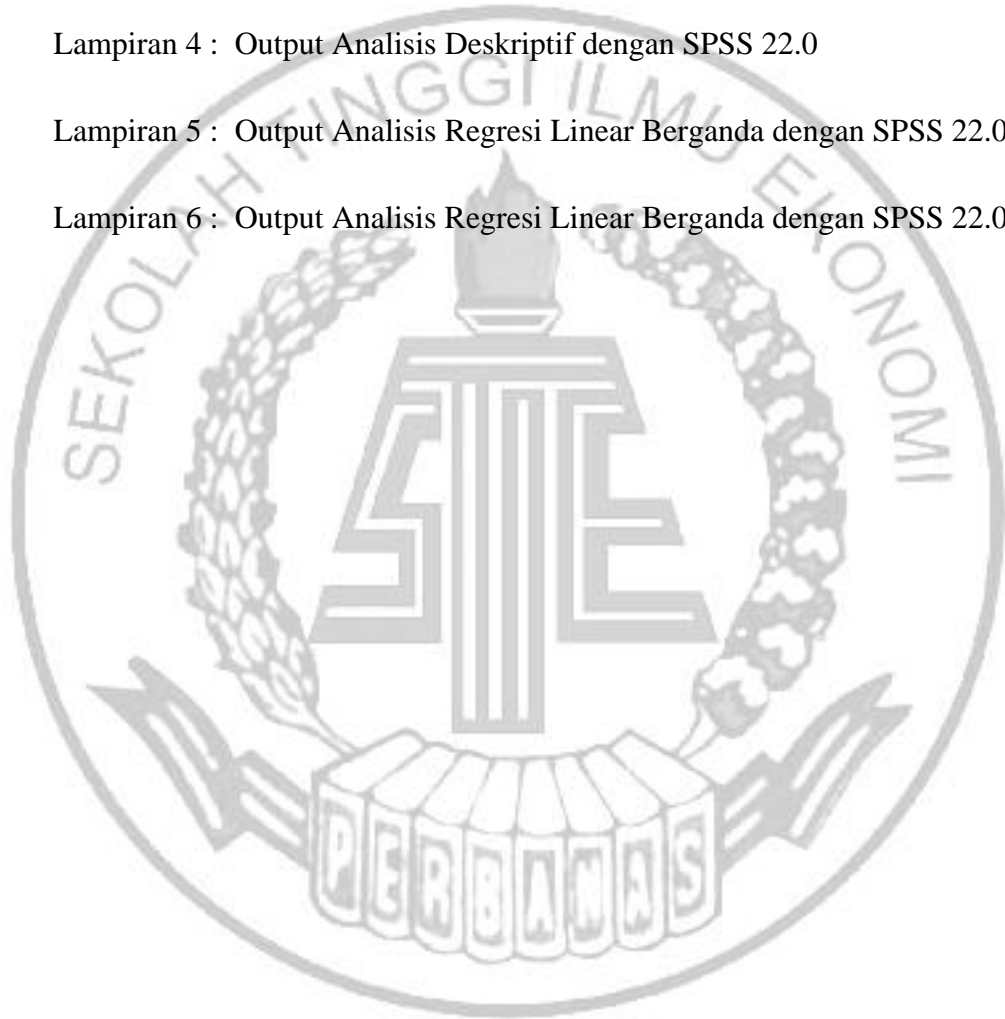 Lampiran 4 : Output Analisis Deskriptif dengan SPSS 22.0
Lampiran 5 : Output Analisis Regresi Linear Berganda dengan SPSS 22.0
Lampiran 6 : Output Analisis Regresi Linear Berganda dengan SPSS 22.0
SEKOLAH TINGGI ILMU EKONOMI
STIE
PERBANAS